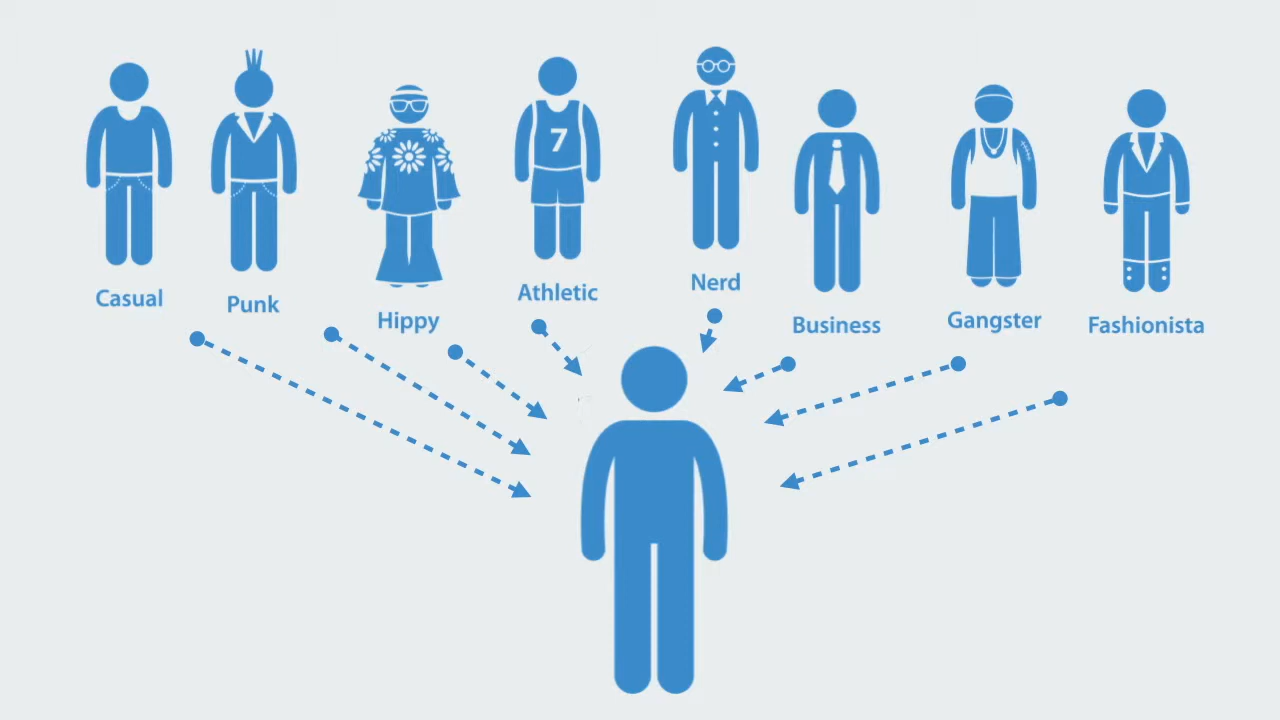 7
Casual
Punk
Hippy
Athletic
Nerd
Business
Gangster
Fashionista